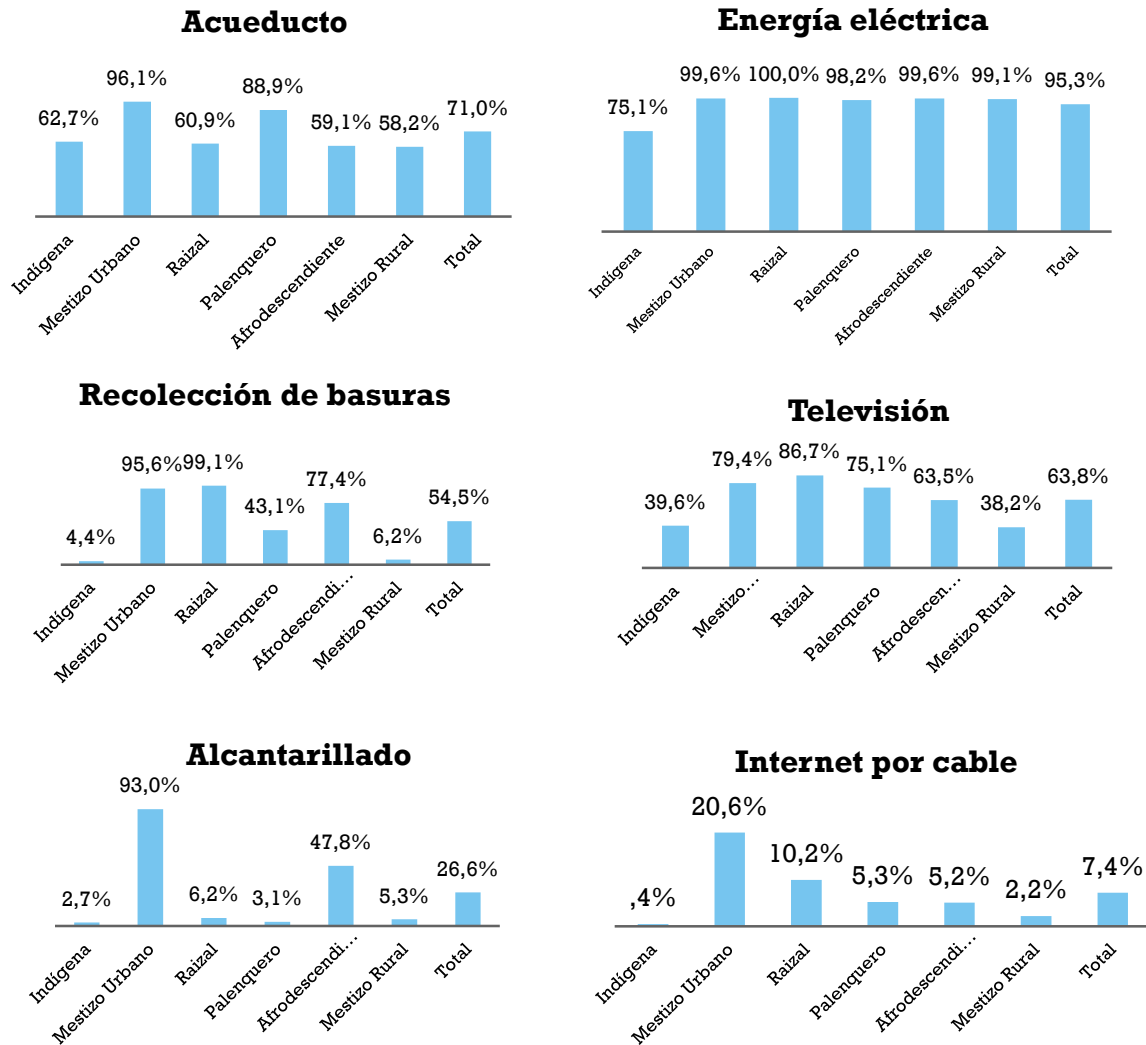 Acueducto
62,7% 96,1% 60,9% 88,9% 59,1% 58,2% 71,0%
Indígena Mestizo Urbano Raizal Palenquero Afrodescendiente Mestizo Rural Total
Energía eléctrica
75,1% 99,6% 100,0% 98,2% 99,6% 99,1% 95,3%
Indígena Mestizo Urbano Raizal Palenquero Afrodescendiente Mestizo Rural Total
Recolección de basuras
4,4% 95,6% 99,1% 43,1% 77,4% 6,2% 54,5%
Indígena Mestizo Urbano Raizal Palenquero Afrodescendi... Mestizo Rural Total
Televisión
39,6% 79,4% 86,7% 75,1% 63,5% 38,2% 63,8%
Indígena Mestizo... Raizal Palenquero Afrodescen... Mestizo Rural Total
Alcantarillado
2,7% 93,0% 6,2% 3,1% 47,8% 5,3% 26,6%
Indígena Mestizo Urbano Raizal Palenquero Afrodescendi... Mestizo Rural Total
Internet por cable
,4% 20,6% 10,2% 5,3% 5,2% 2,2% 7,4%
Indígena Mestizo Urbano Raizal Palenquero Afrodescendi... Mestizo Rural Total